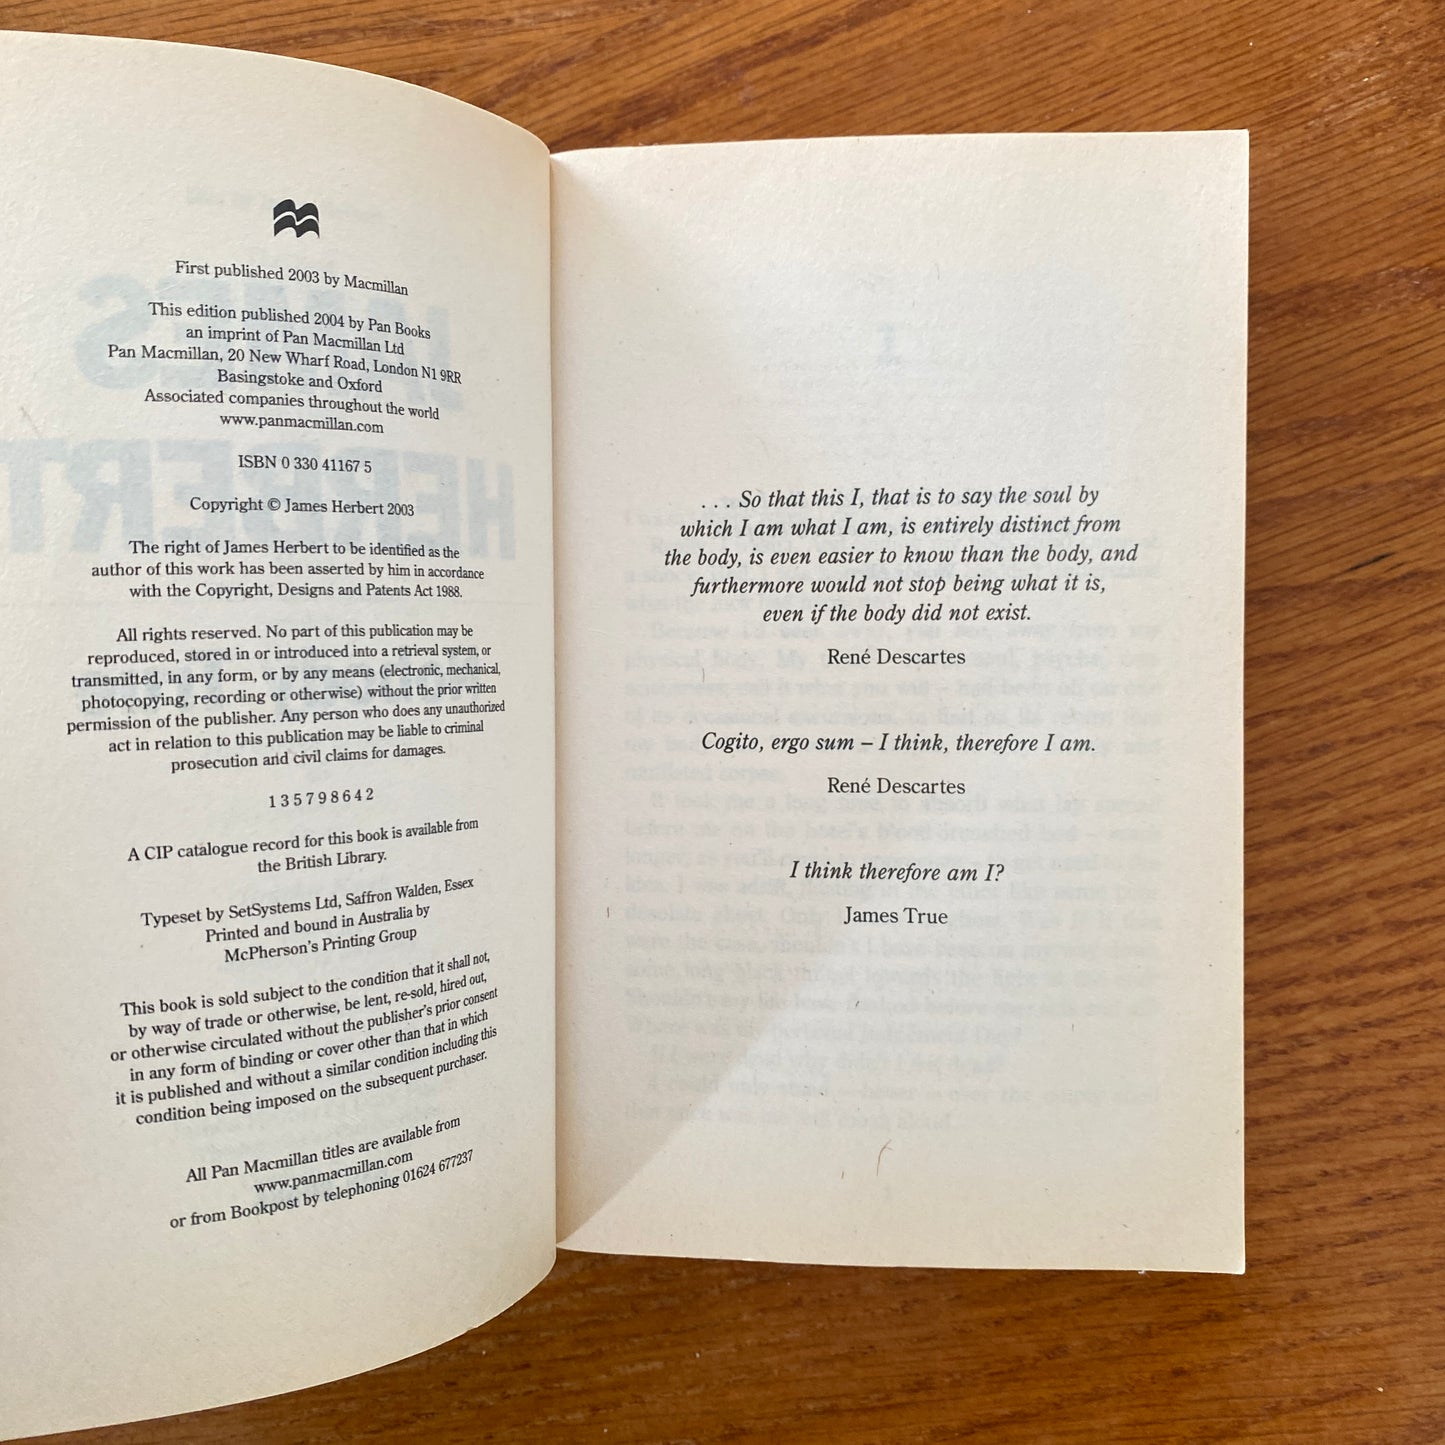 First published 2003 by Macmillan
This edition published 2004 by Pan Books
an imprint of Pan Macmillan Ltd
Pan Macmillan, 20 New Wharf Road, London N1 9RR
Basingstoke and Oxford
Associated companies throughout the world
www.panmacmillan.com
ISBN 0 330 41167 5
Copyright © James Herbert 2003
The right of James Herbert to be identified as the
author of this work has been asserted by him in accordance
with the Copyright, Designs and Patents Act 1988.
All rights reserved. No part of this publication may be
reproduced, stored in or introduced into a retrieval system, or
transmitted, in any form, or by any means (electronic, mechanical,
photocopying, recording or otherwise) without the prior written
permission of the publisher. Any person who does any unauthorized
act in relation to this publication may be liable to criminal
prosecution and civil claims for damages.
1 3 5 7 9 8 6 4 2
A CIP catalogue record for this book is available from
the British Library.
Typeset by SetSystems Ltd, Saffron Walden, Essex
Printed and bound in Australia by
McPherson's Printing Group
This book is sold subject to the condition that it shall not,
by way of trade or otherwise, be lent, re-sold, hired out,
or otherwise circulated without the publisher's prior consent
in any form of binding or cover other than that in which
it is published and without a similar condition including this
condition being imposed on the subsequent purchaser.
All Pan Macmillan titles are available from
www.panmacmillan.com
or from Bookpost by telephoning 01624 677237
. . . So that this I, that is to say the soul by
which I am what I am, is entirely distinct from
the body, is even easier to know than the body, and
furthermore would not stop being what it is,
even if the body did not exist.
René Descartes
Cogito, ergo sum – I think, therefore I am.
René Descartes
I think therefore am I?
James True